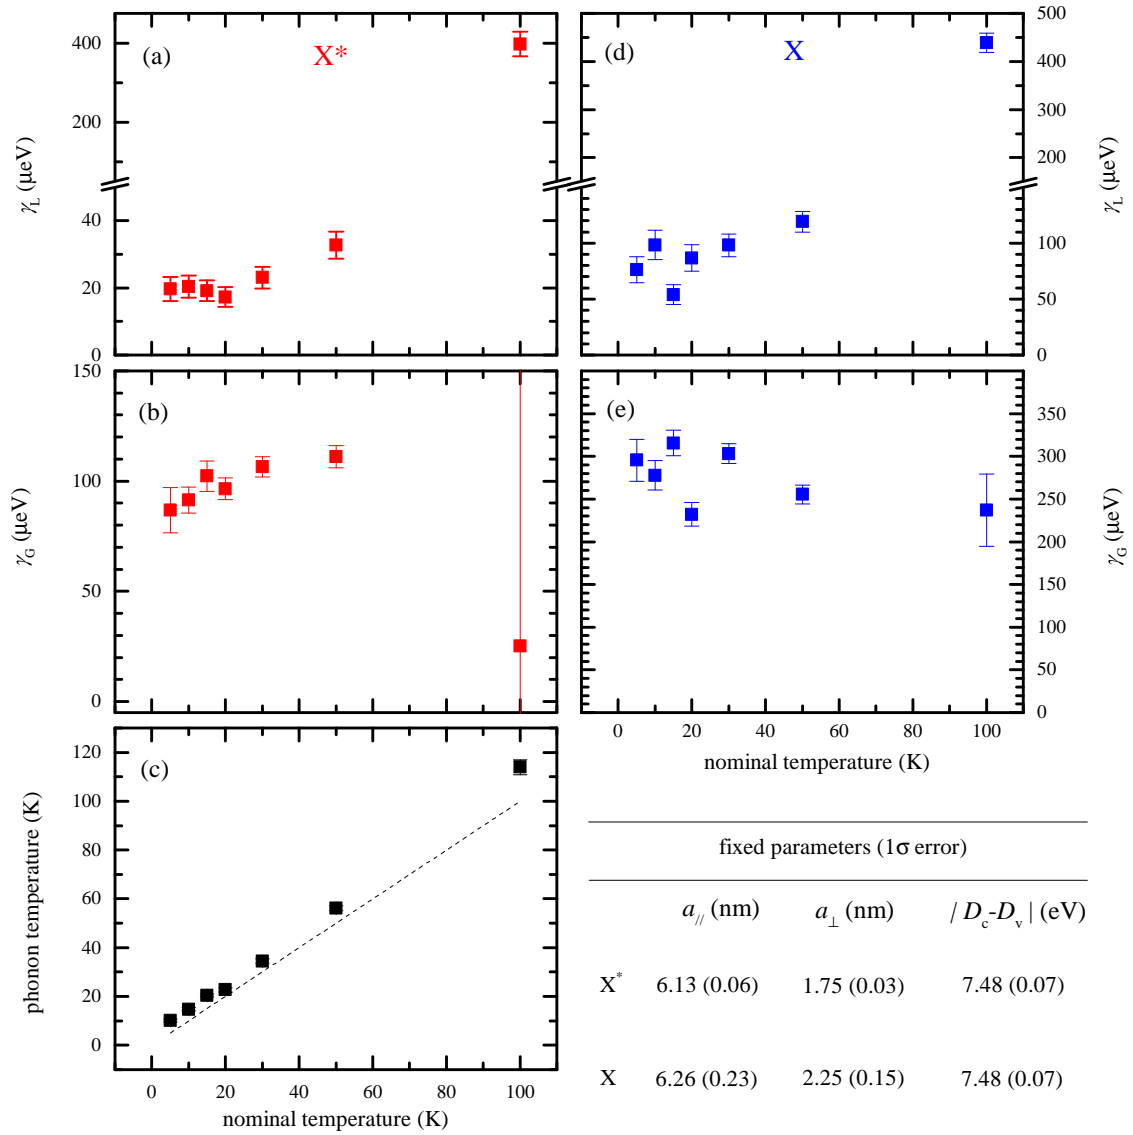 (a)
X*
400
200
40
20
0
γL (μeV)
(d)
X
500
450
400
350
300
250
200
100
50
0
γL (μeV)
(b)
150
100
50
0
γG (μeV)
(e)
350
300
250
200
150
100
50
0
γG (μeV)
0 20 40 60 80 100
nominal temperature (K)
(c)
120
100
80
60
40
20
0
phonon temperature (K)
0 20 40 60 80 100
nominal temperature (K)
fixed parameters (1σ error)
a// (nm) a⊥ (nm) | Dc-Dv | (eV)
X* 6.13 (0.06) 1.75 (0.03) 7.48 (0.07)
X 6.26 (0.23) 2.25 (0.15) 7.48 (0.07)